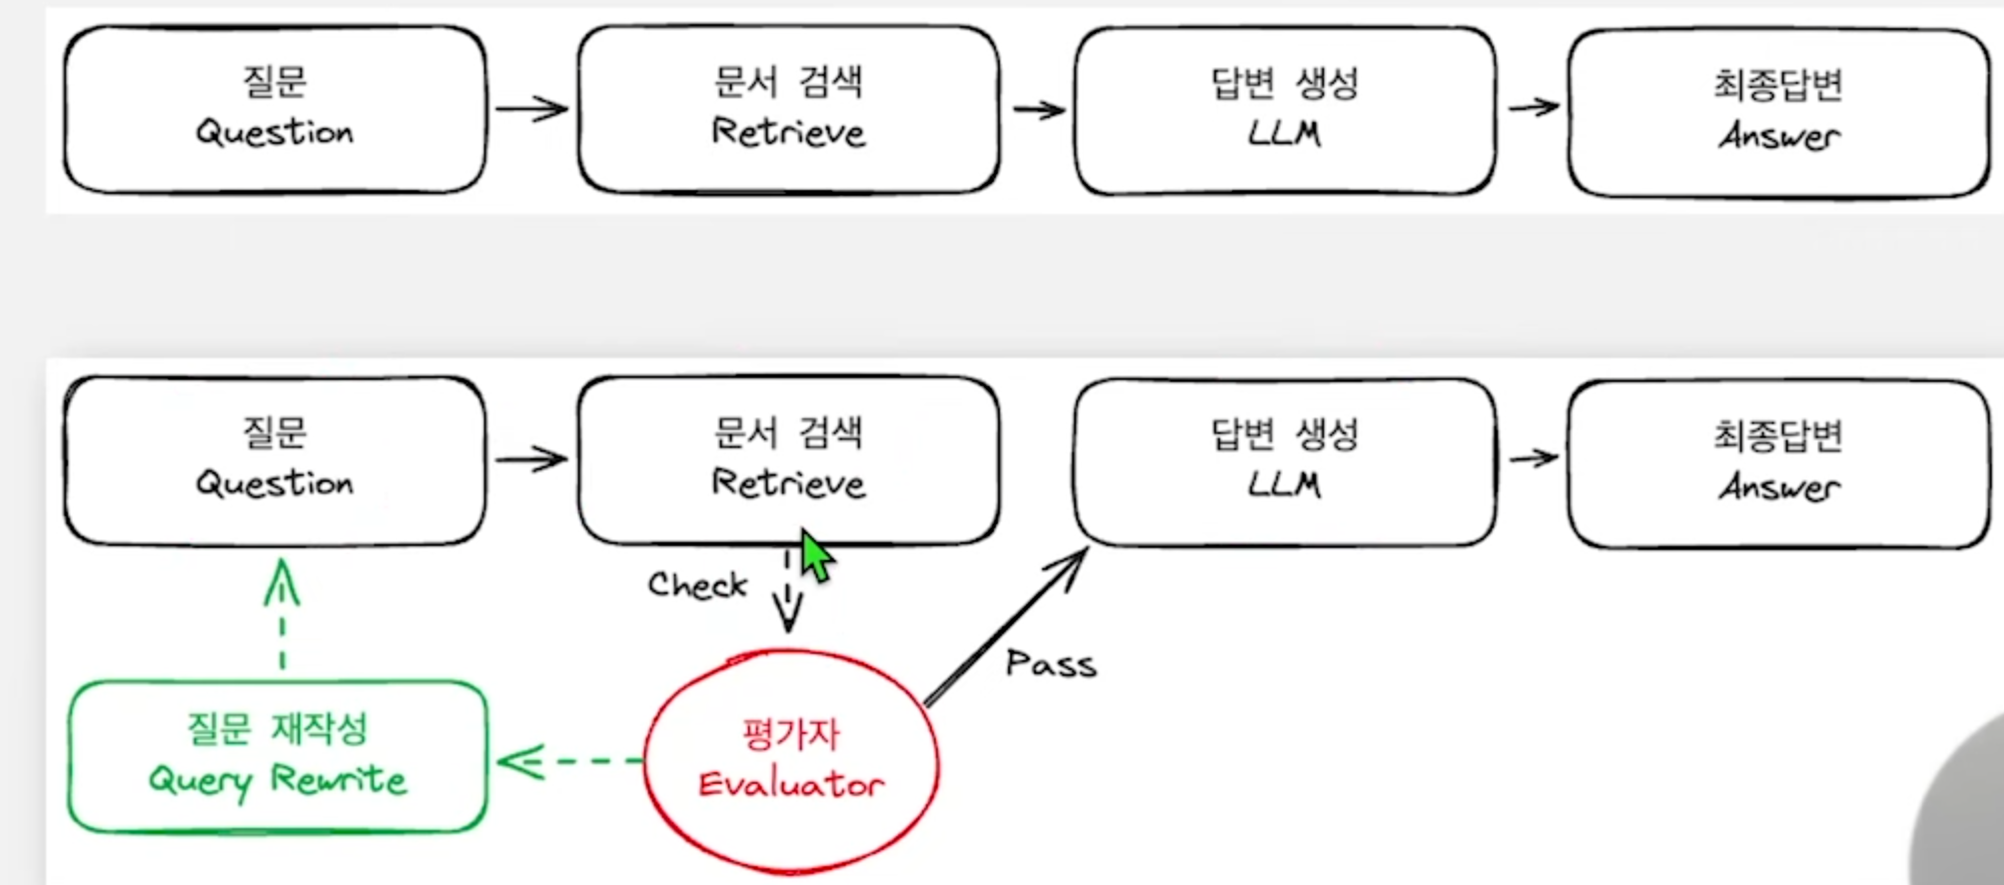 질문
Question
문서 검색
Retrieve
답변 생성
LLM
최종답변
Answer
질문
Question
문서 검색
Retrieve
답변 생성
LLM
최종답변
Answer
Check
Pass
질문 재작성
Query Rewrite
평가자
Evaluator